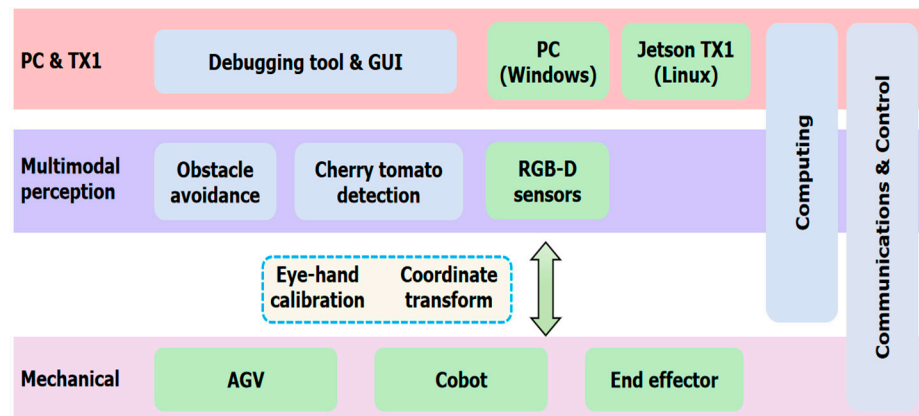 PC & TX1
Debugging tool & GUI
PC
(Windows)
Jetson TX1
(Linux)
Multimodal
perception
Obstacle
avoidance
Cherry tomato
detection
RGB-D
sensors
Computing
Communications & Control
Eye-hand
calibration
Coordinate
transform
Mechanical
AGV
Cobot
End effector